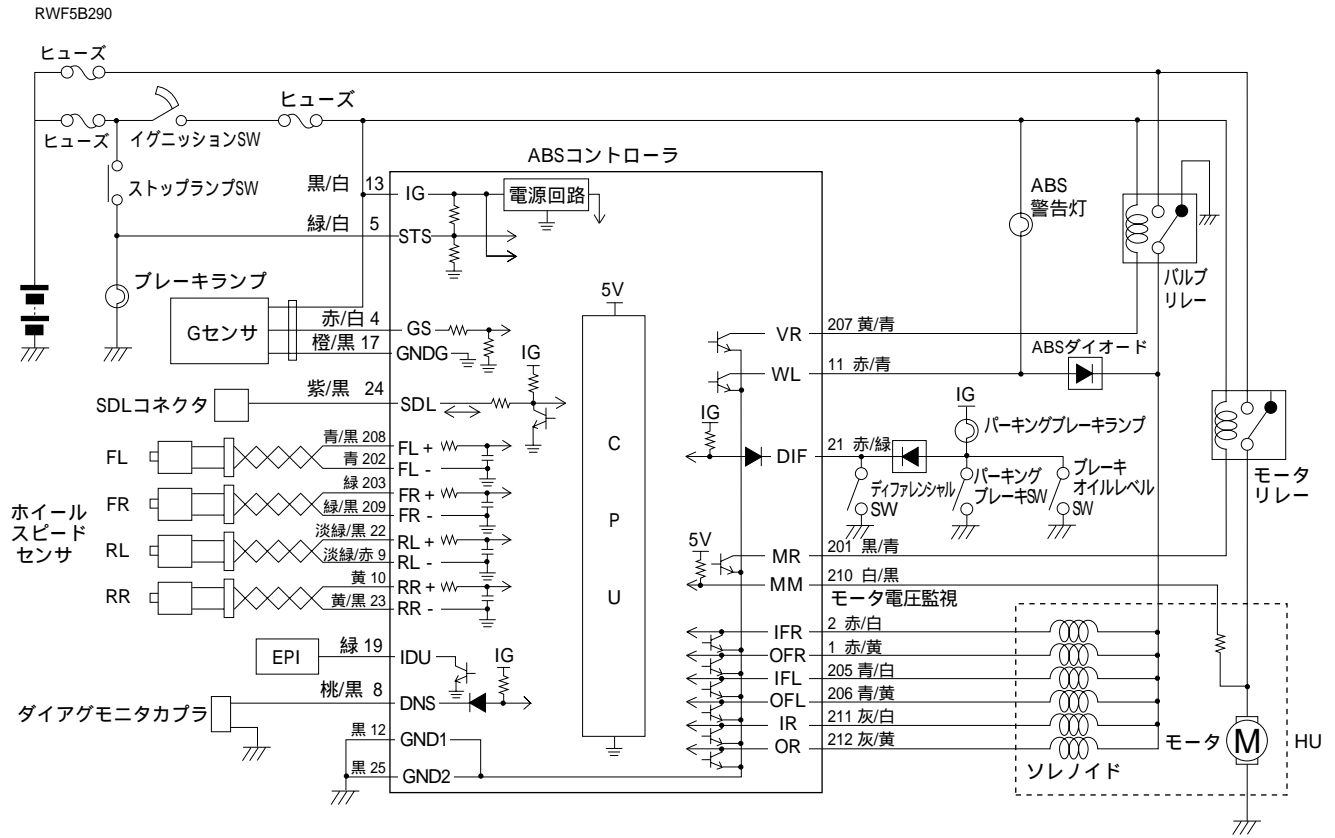 RWF5B290
ヒューズ
ヒューズ
ヒューズ
イグニッションSW
ストップランプSW
ABSコントローラ
黒/白 13
IG
電源回路
ABS
警告灯
緑/白 5
STS
バルブ
リレー
ブレーキランプ
5V
Gセンサ
赤/白 4
GS
橙/黒 17
GNDG
IG
VR
207 黄/青
ABSダイオード
WL
11 赤/青
紫/黒 24
SDLコネクタ
SDL
IG
IG
パーキングブレーキランプ
青/黒 208
FL +
FL
青 202
FL -
DIF
21 赤/緑
ディファレンシャル
SW
パーキング
ブレーキSW
ブレーキ
オイルレベル
SW
モータ
リレー
ホイール
スピード
センサ
緑 203
FR +
FR
緑/黒 209
FR -
淡緑/黒 22
RL +
RL
淡緑/赤 9
RL -
黄 10
RR +
RR
黄/黒 23
RR -
C
P
U
5V
MR
201 黒/青
MM
210 白/黒
モータ電圧監視
IFR
2 赤/白
OFR
1 赤/黄
IFL
205 青/白
OFL
206 青/黄
IR
211 灰/白
OR
212 灰/黄
EPI
緑 19
IDU
IG
桃/黒 8
DNS
ダイアグモニタカプラ
黒 12
GND1
黒 25
GND2
ソレノイド
モータ
M
HU